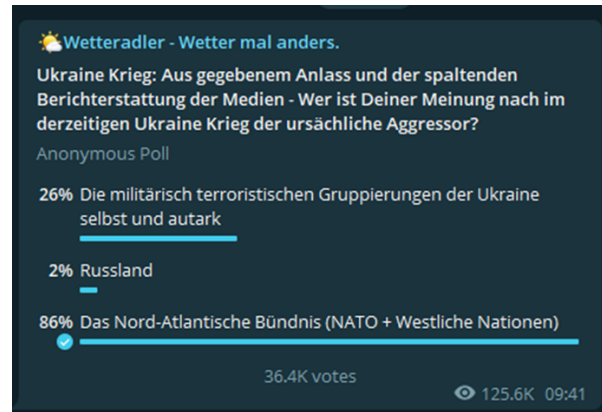 Wetteradler - Wetter mal anders.
Ukraine Krieg: Aus gegebenem Anlass und der spaltenden
Berichterstattung der Medien - Wer ist Deiner Meinung nach im
derzeitigen Ukraine Krieg der ursächliche Aggressor?
Anonymous Poll
26% Die militärisch terroristischen Gruppierungen der Ukraine
selbst und autark
2% Russland
86% Das Nord-Atlantische Bündnis (NATO + Westliche Nationen)
36.4K votes
125.6K 09:41